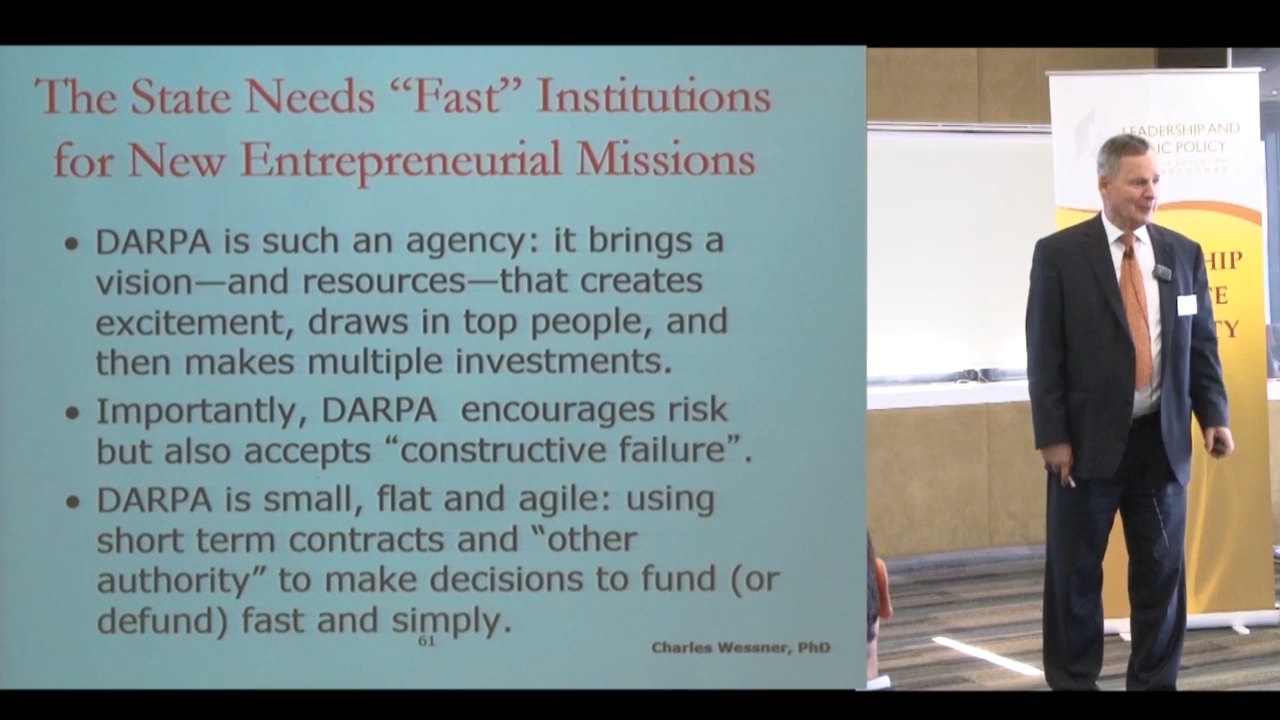 The State Needs “Fast” Institutions
for New Entrepreneurial Missions
• DARPA is such an agency: it brings a
vision—and resources—that creates
excitement, draws in top people, and
then makes multiple investments.
• Importantly, DARPA encourages risk
but also accepts “constructive failure”.
• DARPA is small, flat and agile: using
short term contracts and “other
authority” to make decisions to fund (or
defund) fast and simply.
61
Charles Wessner, PhD
LEADERSHIP AND
POLICY